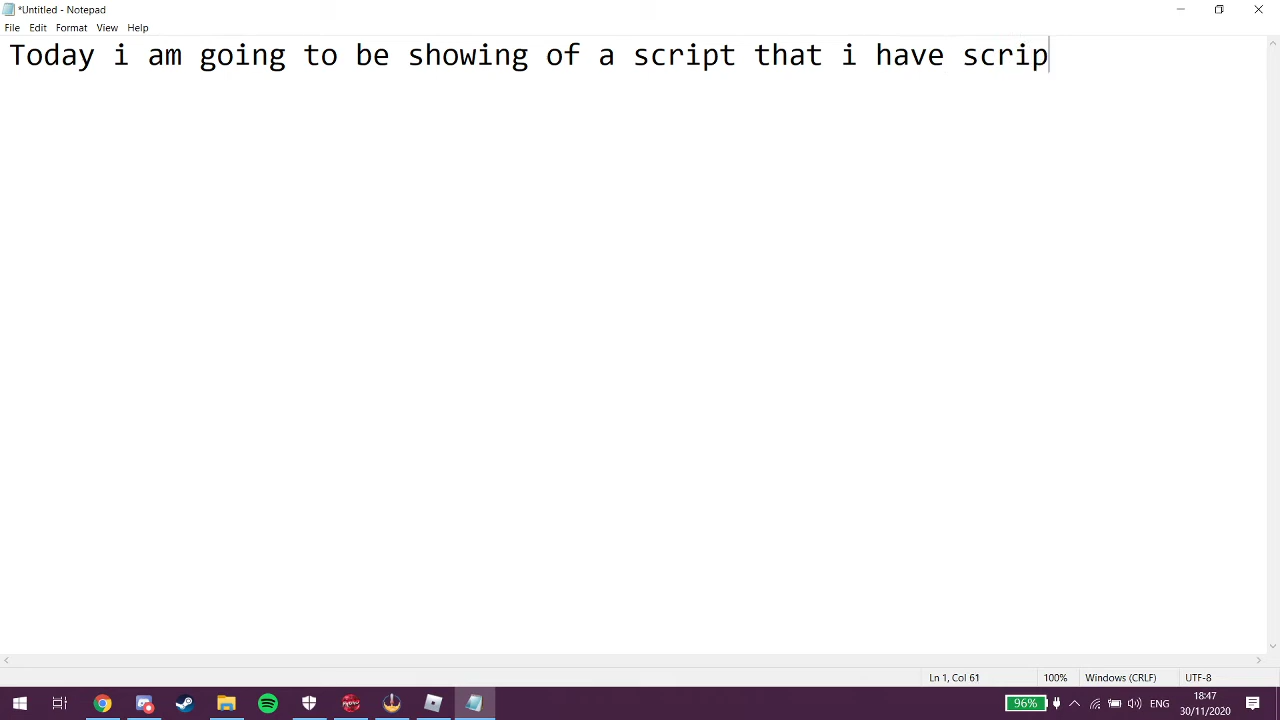 *Untitled - Notepad
File Edit Format View Help
Today i am going to be showing of a script that i have scrip
Ln 1, Col 61 100% Windows (CRLF) UTF-8
96% ENG 18:47
30/11/2020